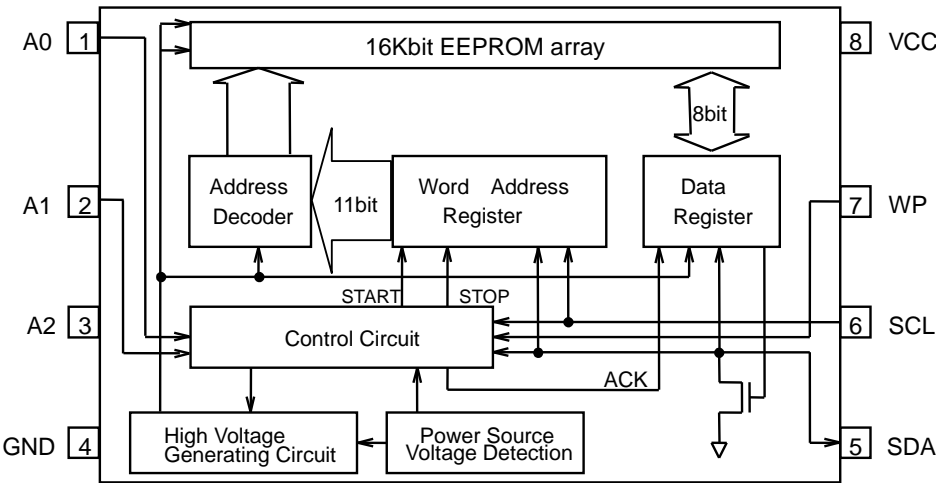 A0 1
16Kbit EEPROM array
8 VCC
8bit
A1 2
Address
Decoder
11bit
Word Address
Register
Data
Register
7 WP
START
STOP
A2 3
Control Circuit
6 SCL
ACK
GND 4
High Voltage
Generating Circuit
Power Source
Voltage Detection
5 SDA